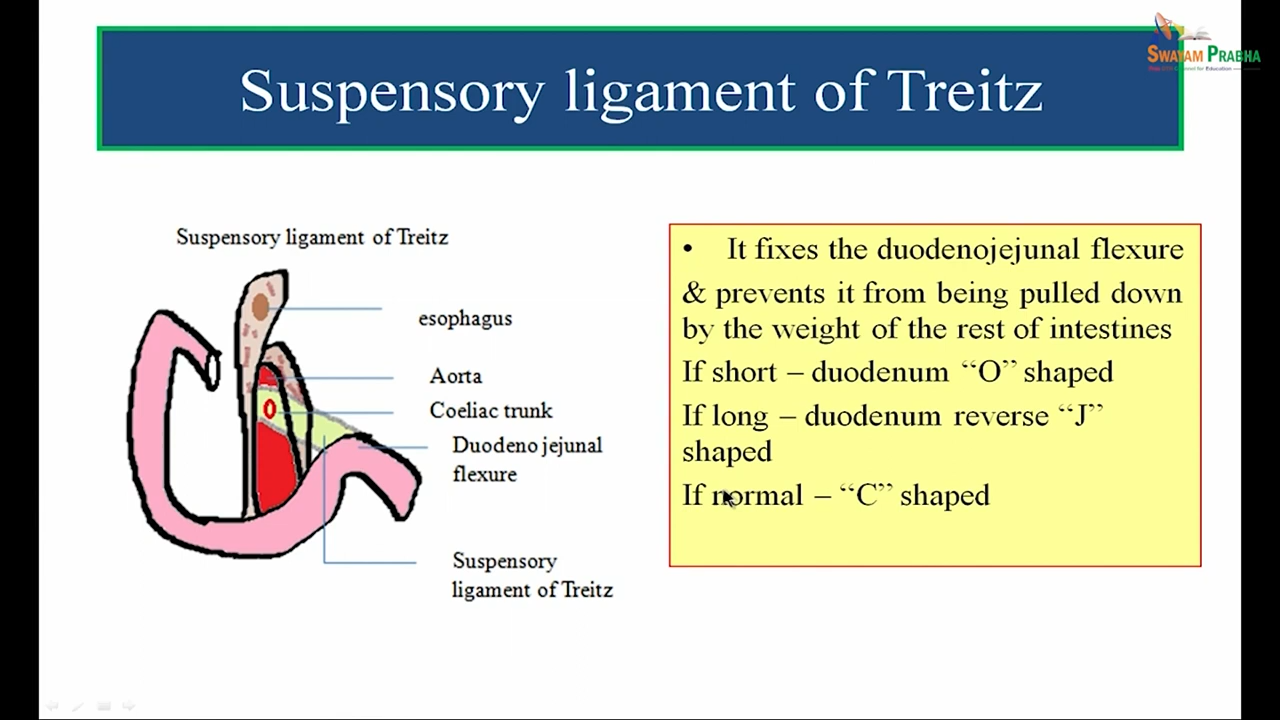 SWAYAM PRABHA
Suspensory ligament of Treitz
Suspensory ligament of Treitz
esophagus
Aorta
Coeliac trunk
Duodeno jejunal
flexure
Suspensory
ligament of Treitz
• It fixes the duodenojejunal flexure
& prevents it from being pulled down
by the weight of the rest of intestines
If short – duodenum “O” shaped
If long – duodenum reverse “J”
shaped
If normal – “C” shaped